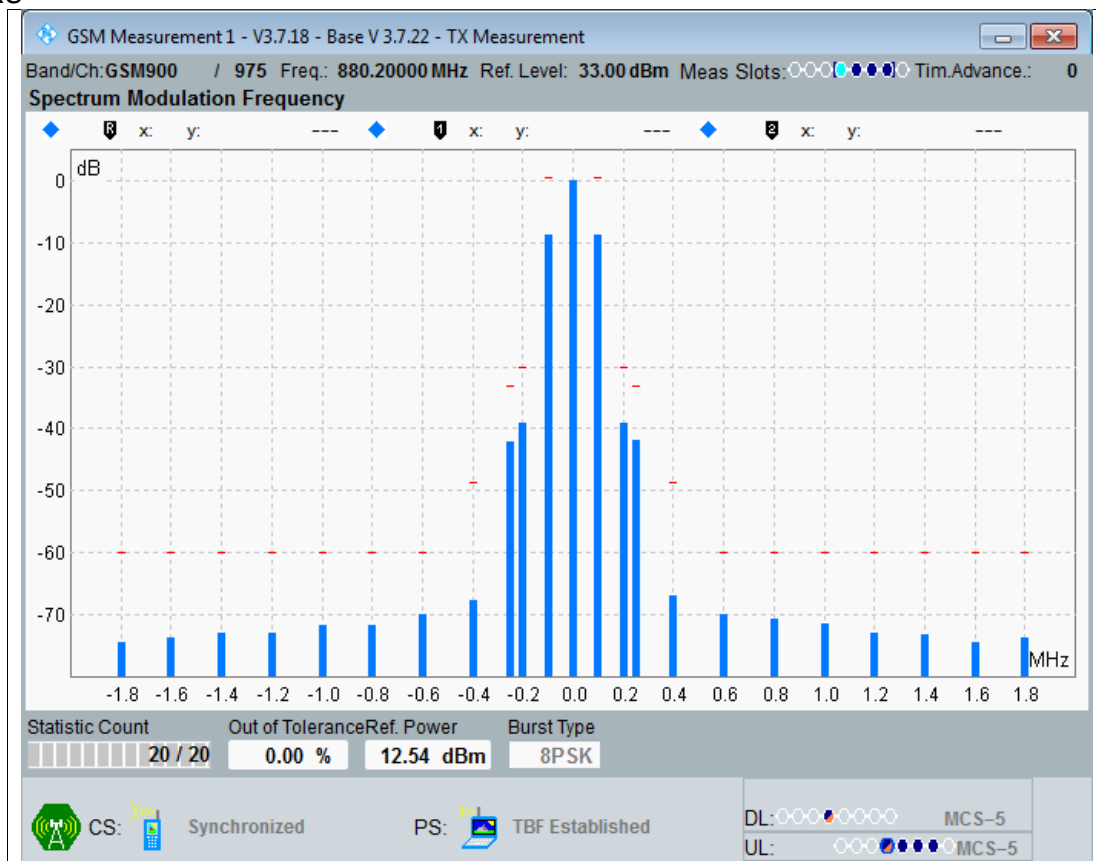 GSM Measurement 1 - V3.7.18 - Base V 3.7.22 - TX Measurement
Band/Ch:GSM900 / 975 Freq.: 880.20000 MHz Ref. Level: 33.00 dBm Meas Slots: Tim.Advance.: 0
Spectrum Modulation Frequency
R x: y: --- 1 x: y: --- 2 x: y: ---
dB
0
-10
-20
-30
-40
-50
-60
-70
MHz
-1.8 -1.6 -1.4 -1.2 -1.0 -0.8 -0.6 -0.4 -0.2 0.0 0.2 0.4 0.6 0.8 1.0 1.2 1.4 1.6 1.8
Statistic Count Out of Tolerance Ref. Power Burst Type
20 / 20 0.00 % 12.54 dBm 8PSK
CS: Synchronized PS: TBF Established
DL: MCS-5
UL: MCS-5